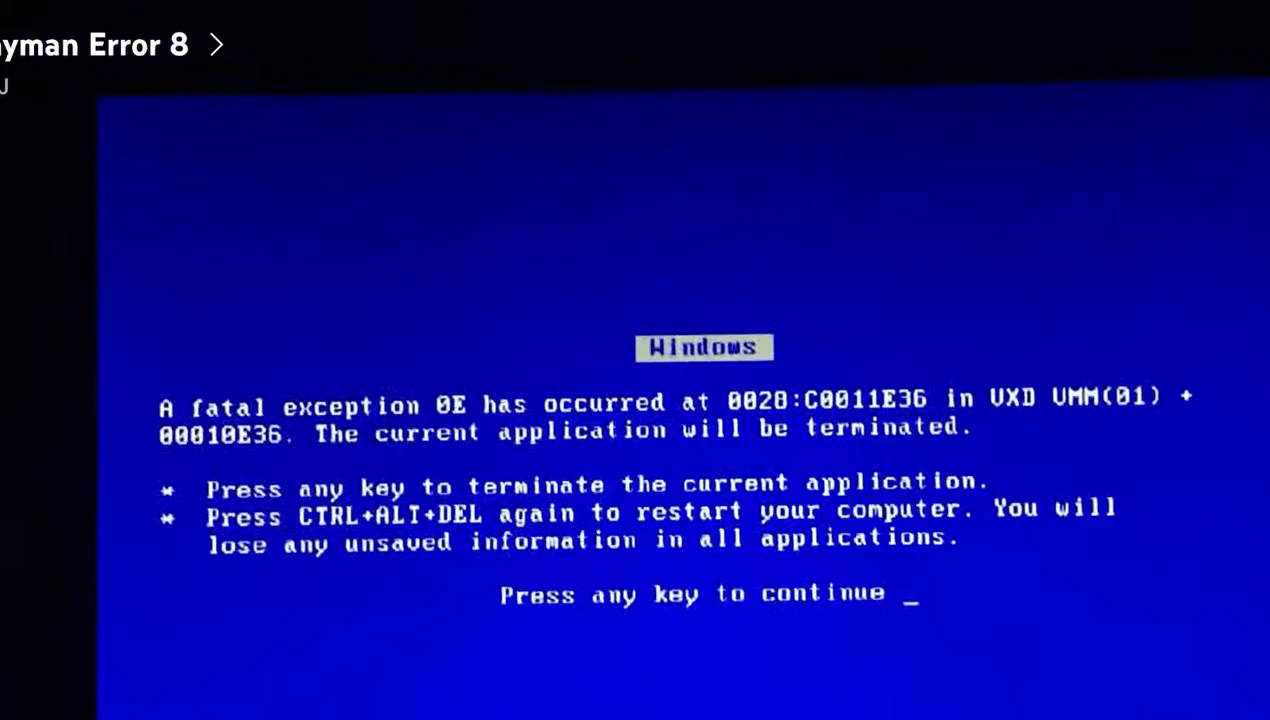 yman Error 8 >
J
Windows
A fatal exception 0E has occurred at 0028:C0011E36 in VXD VMM(01) +
00010E36. The current application will be terminated.
* Press any key to terminate the current application.
* Press CTRL+ALT+DEL again to restart your computer. You will
lose any unsaved information in all applications.
Press any key to continue _